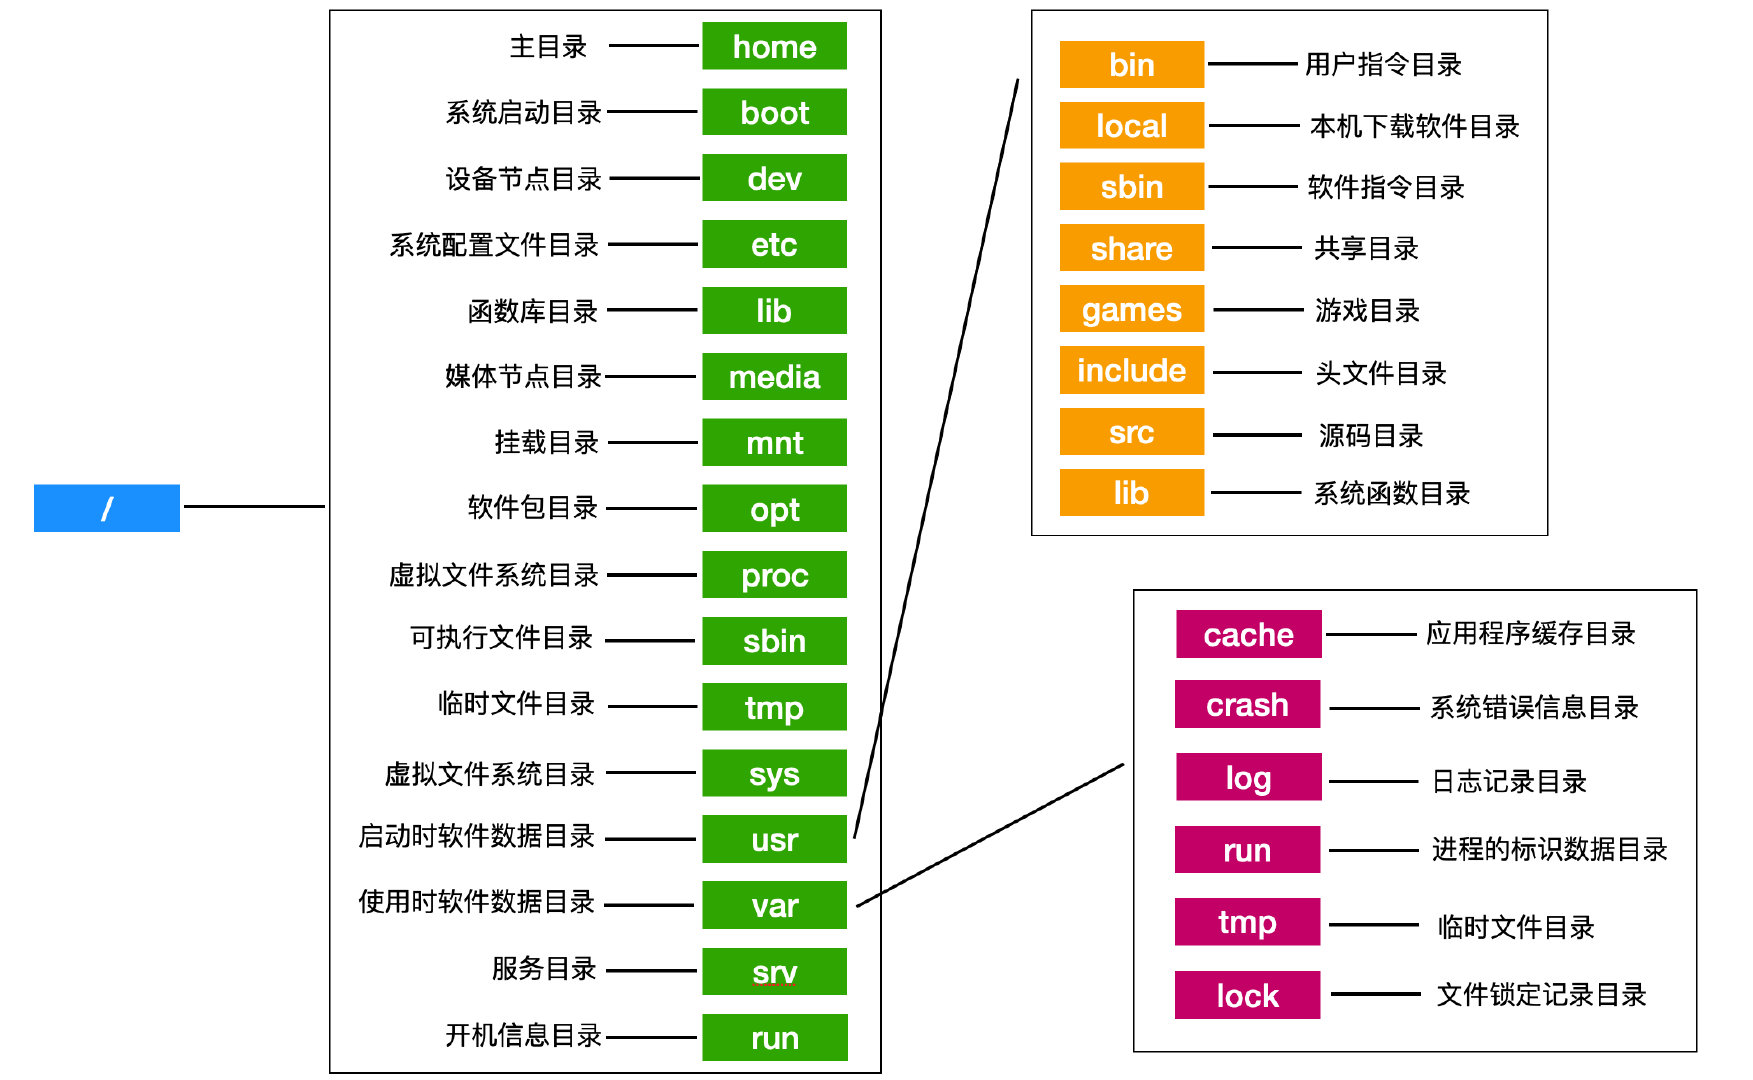 /
主目录 home
系统启动目录 boot
设备节点目录 dev
系统配置文件目录 etc
函数库目录 lib
媒体节点目录 media
挂载目录 mnt
软件包目录 opt
虚拟文件系统目录 proc
可执行文件目录 sbin
临时文件目录 tmp
虚拟文件系统目录 sys
启动时软件数据目录 usr
使用时软件数据目录 var
服务目录 srv
开机信息目录 run
bin 用户指令目录
local 本机下载软件目录
sbin 软件指令目录
share 共享目录
games 游戏目录
include 头文件目录
src 源码目录
lib 系统函数目录
cache 应用程序缓存目录
crash 系统错误信息目录
log 日志记录目录
run 进程的标识数据目录
tmp 临时文件目录
lock 文件锁定记录目录